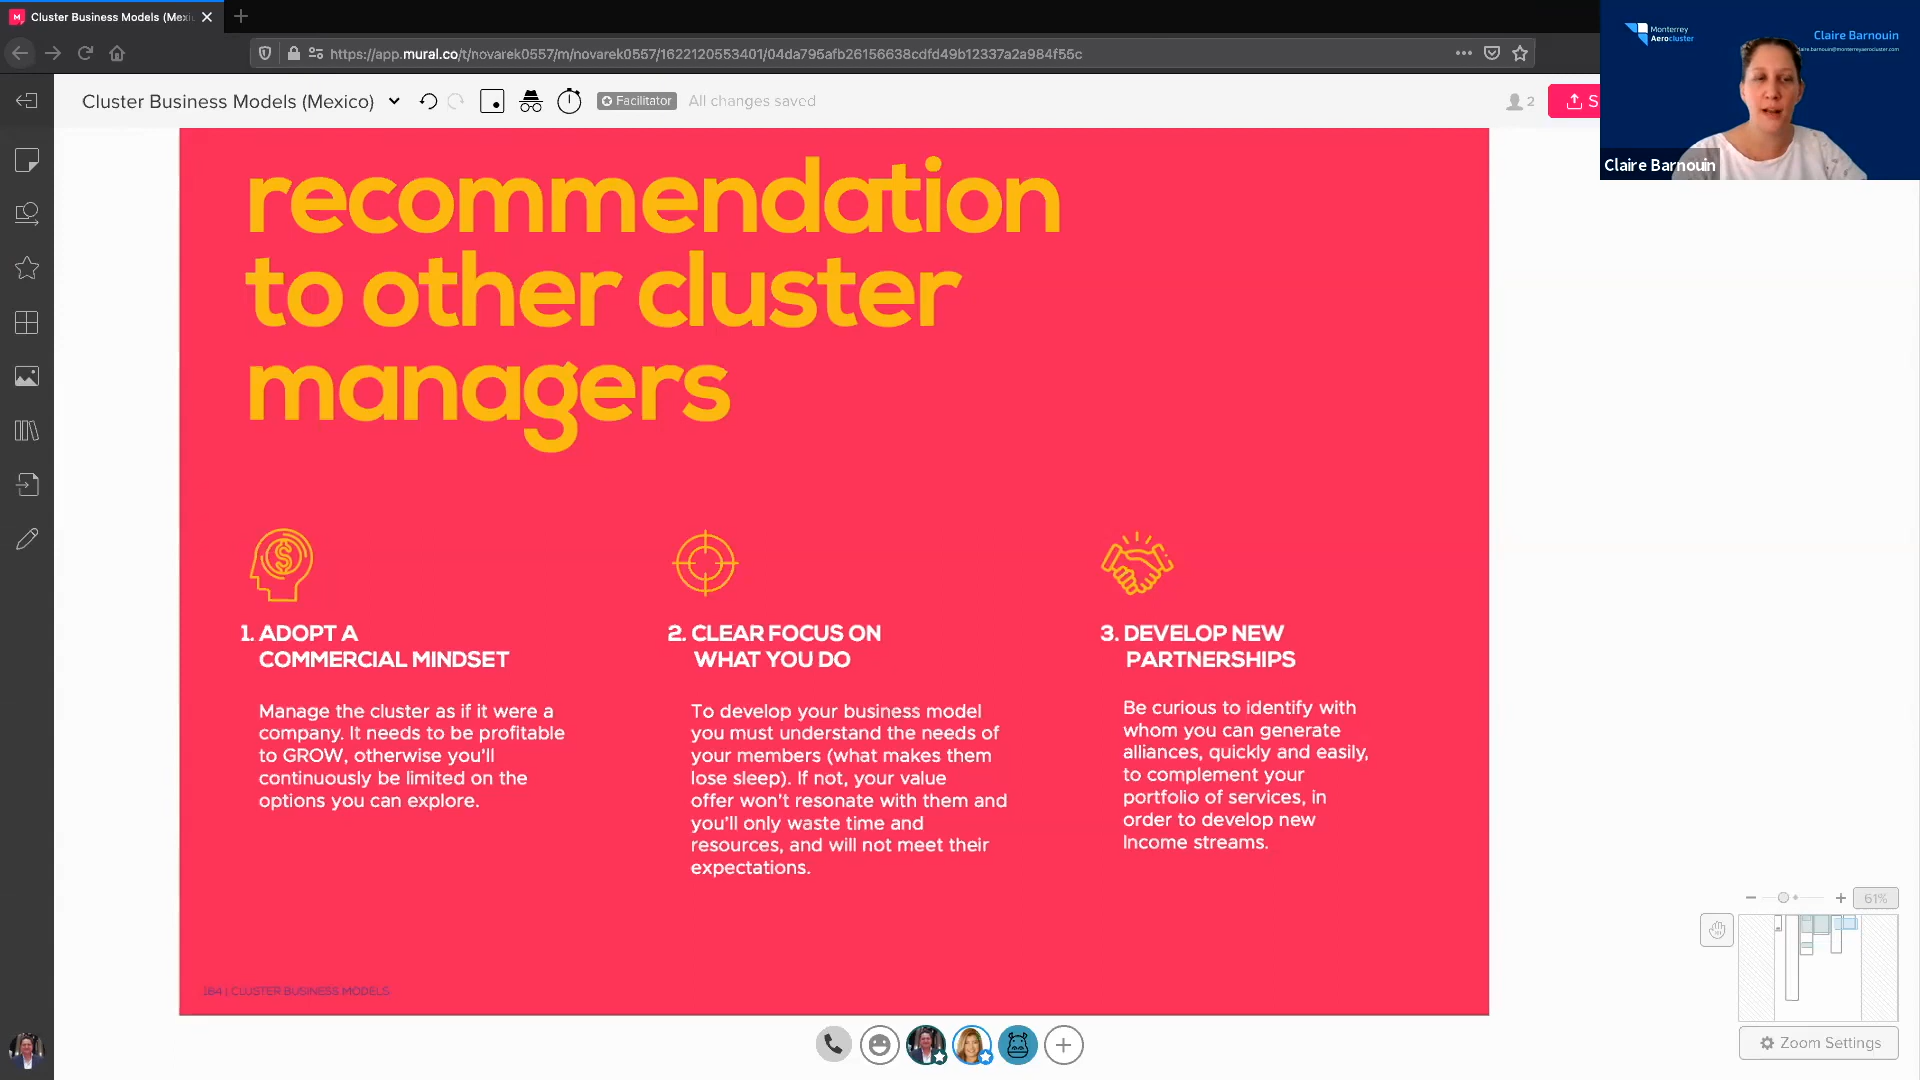 Cluster Business Models (Mexi
https://app.mural.co/t/novarek0557/m/novarek0557/1622120553401/04da795afb26156638cdfd49b12337a2a984f55c
Monterrey
Aerocluster
Claire Barnouin
claire.barnouin@monterreyaerocluster.com
Claire Barnouin
Cluster Business Models (Mexico)
Facilitator
All changes saved
2
S
recommendation
to other cluster
managers
1. ADOPT A
COMMERCIAL MINDSET
Manage the cluster as if it were a
company. It needs to be profitable
to GROW, otherwise you'll
continuously be limited on the
options you can explore.
2. CLEAR FOCUS ON
WHAT YOU DO
To develop your business model
you must understand the needs of
your members (what makes them
lose sleep). If not, your value
offer won't resonate with them and
you'll only waste time and
resources, and will not meet their
expectations.
3. DEVELOP NEW
PARTNERSHIPS
Be curious to identify with
whom you can generate
alliances, quickly and easily,
to complement your
portfolio of services, in
order to develop new
Income streams.
164 | CLUSTER BUSINESS MODELS
61%
Zoom Settings